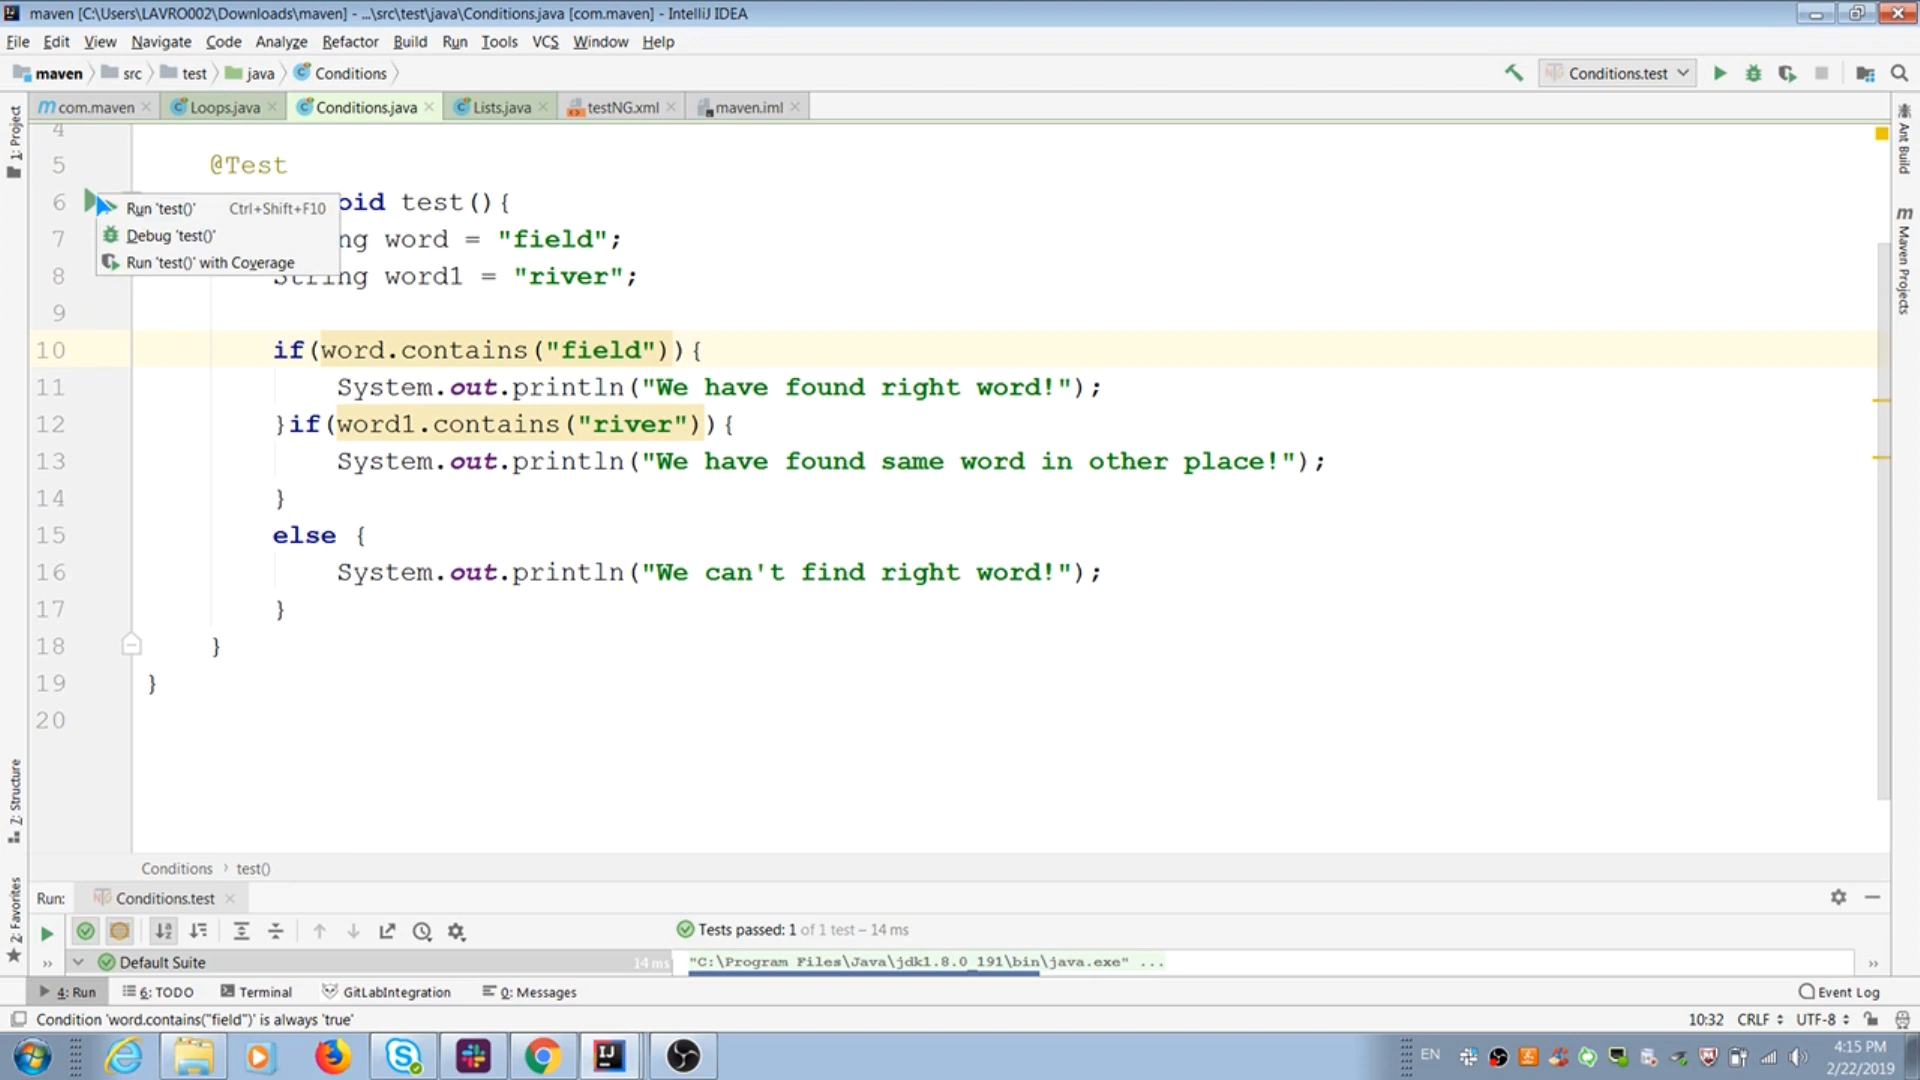 maven [C:\Users\LAVRO002\Downloads\maven] - ...\src\test\java\Conditions.java [com.maven] - IntelliJ IDEA
File Edit View Navigate Code Analyze Refactor Build Run Tools VCS Window Help
maven src test java Conditions Conditions.test
com.maven Loops.java Conditions.java Lists.java testNG.xml maven.iml
1: Project
Ant Build
Maven Projects
4
5 @Test
6 oid test(){
Run 'test()' Ctrl+Shift+F10
Debug 'test()'
Run 'test()' with Coverage
7 ng word = "field";
8 String word1 = "river";
9
10 if(word.contains("field")){
11 System.out.println("We have found right word!");
12 }if(word1.contains("river")){
13 System.out.println("We have found same word in other place!");
14 }
15 else {
16 System.out.println("We can't find right word!");
17 }
18 }
19 }
20
Z: Structure
2: Favorites
Conditions › test()
Run: Conditions.test
Tests passed: 1 of 1 test – 14 ms
Default Suite 14 ms
"C:\Program Files\Java\jdk1.8.0_191\bin\java.exe" ...
4: Run 6: TODO Terminal GitLabIntegration 0: Messages Event Log
Condition 'word.contains("field")' is always 'true' 10:32 CRLF UTF-8
EN 4:15 PM
2/22/2019